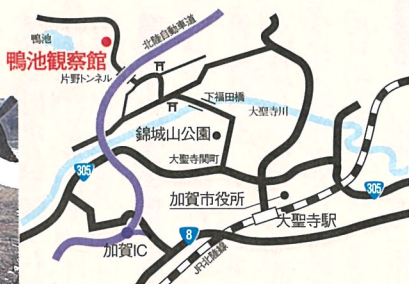 鴨池
鴨池観察館
片野トンネル
北陸自動車道
下福田橋
大聖寺川
錦城山公園
大聖寺関町
305
加賀市役所
305
大聖寺駅
加賀IC
8
JR北陸線